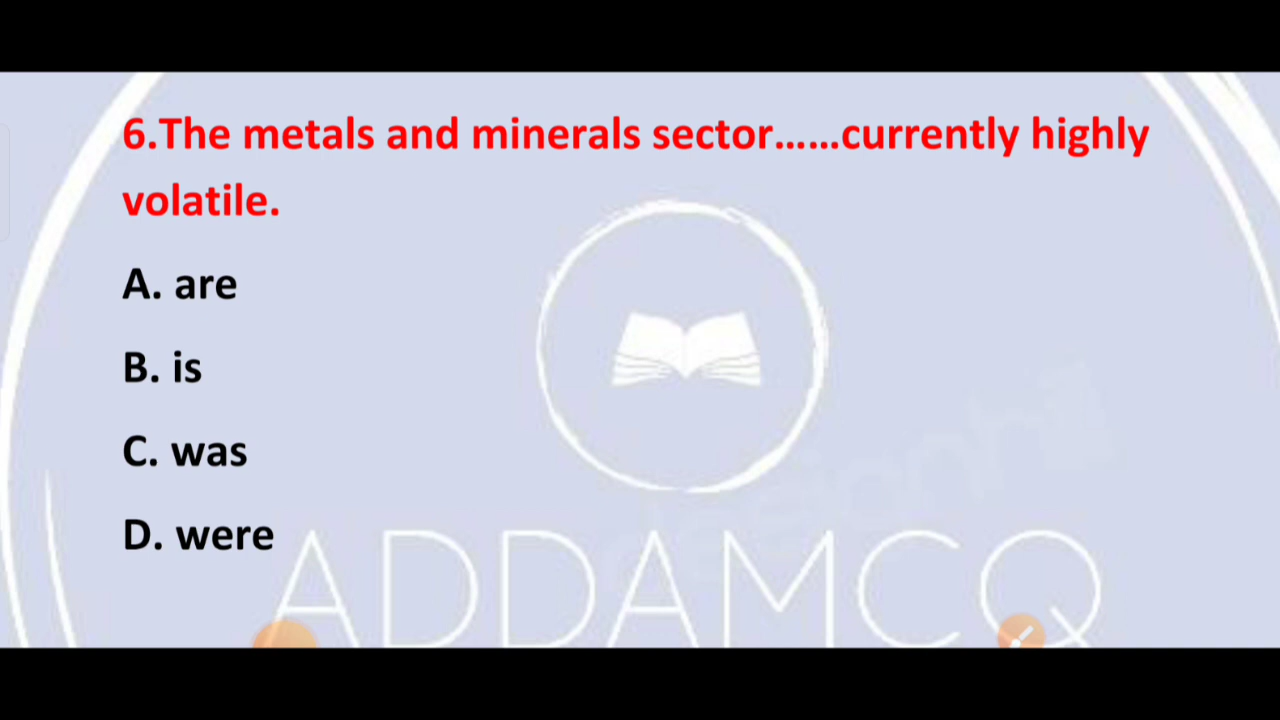 6.The metals and minerals sector......currently highly
volatile.
A. are
B. is
C. was
D. were
ADDAMCQ